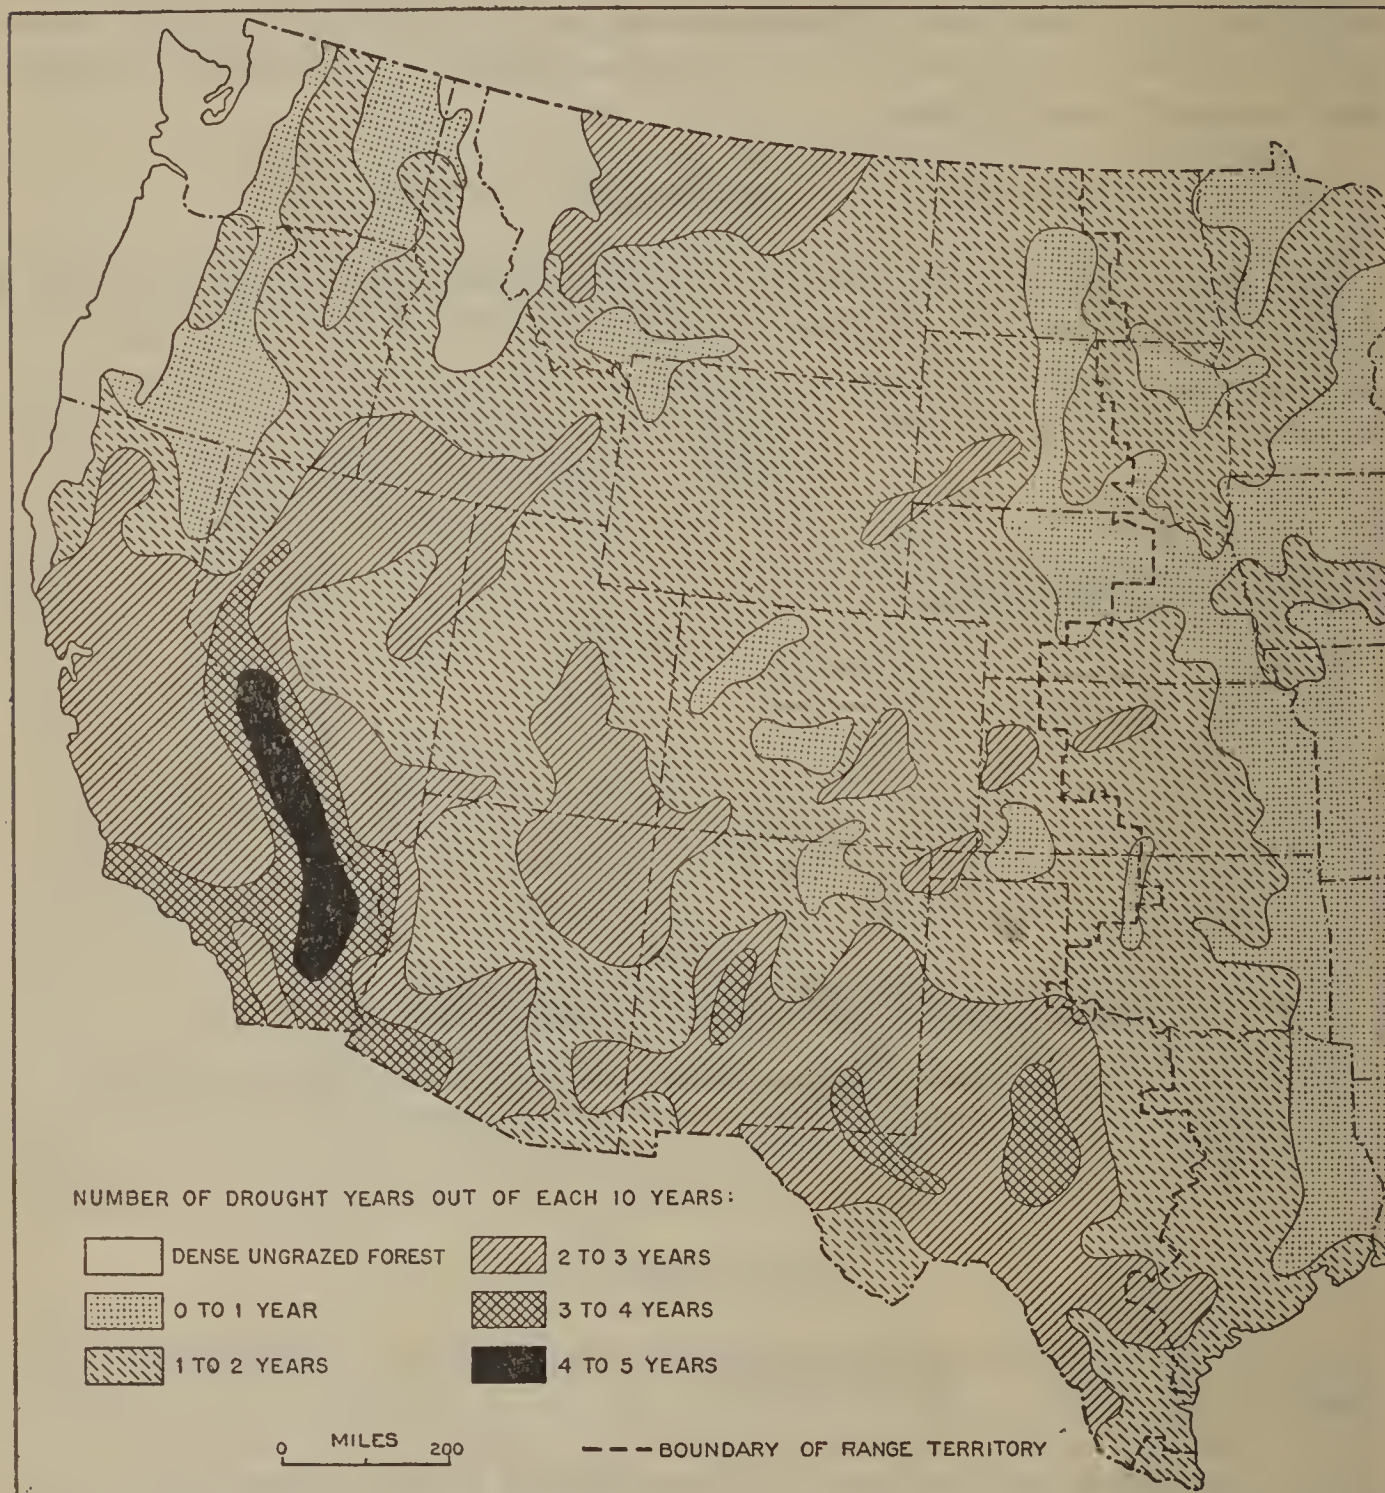 NUMBER OF DROUGHT YEARS OUT OF EACH 10 YEARS:
DENSE UNGRAZED FOREST
0 TO 1 YEAR
1 TO 2 YEARS
2 TO 3 YEARS
3 TO 4 YEARS
4 TO 5 YEARS
0 MILES 200
BOUNDARY OF RANGE TERRITORY